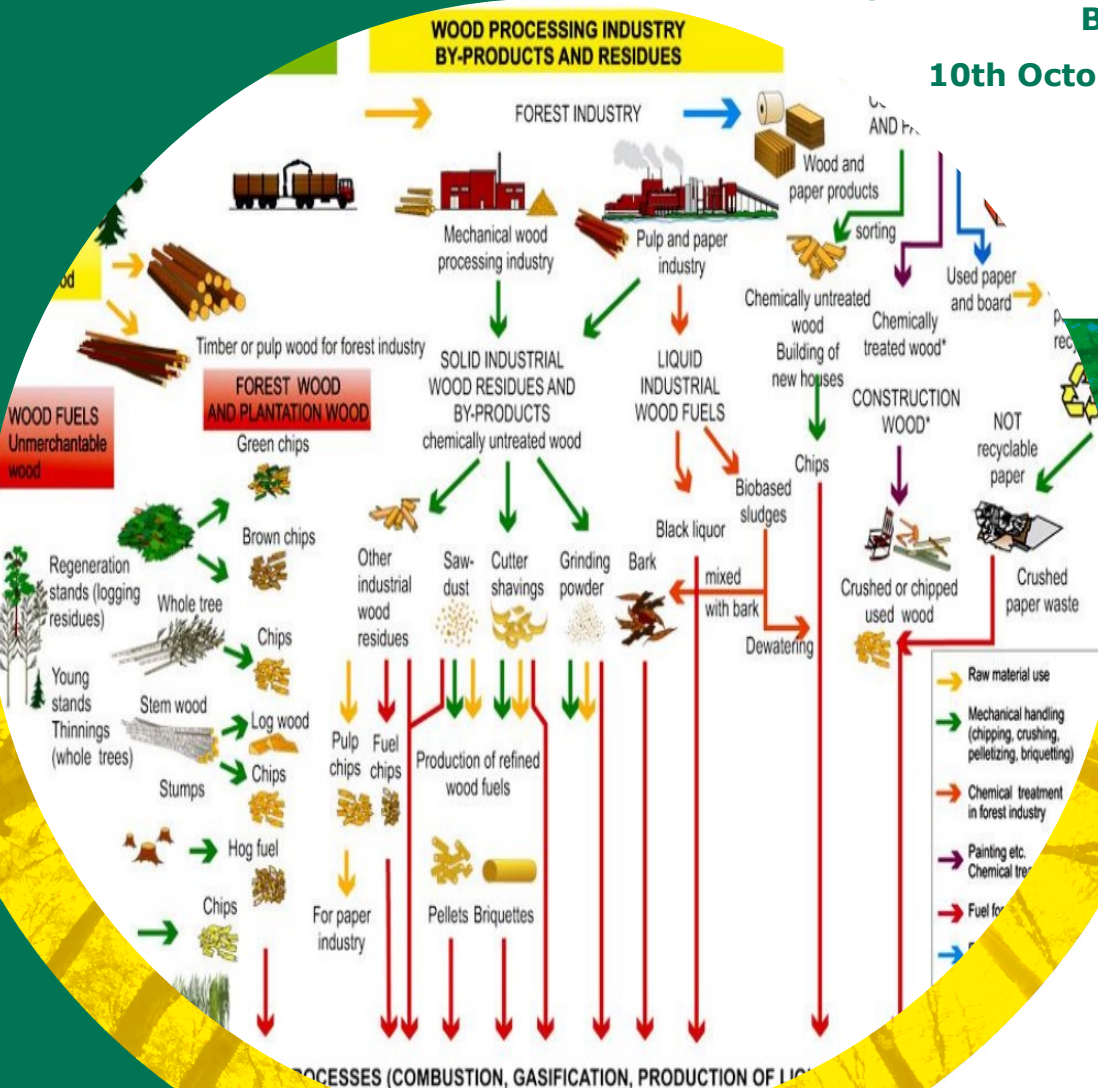 B
10th Octo
WOOD PROCESSING INDUSTRY
BY-PRODUCTS AND RESIDUES
FOREST INDUSTRY
AND
Wood and
paper products
sorting
Mechanical wood
processing industry
Pulp and paper
industry
Used paper
and board
Chemically untreated
wood
Building of
new houses
Chemically
treated wood*
Timber or pulp wood for forest industry
FOREST WOOD
AND PLANTATION WOOD
SOLID INDUSTRIAL
WOOD RESIDUES AND
BY-PRODUCTS
chemically untreated wood
LIQUID
INDUSTRIAL
WOOD FUELS
CONSTRUCTION
WOOD*
NOT
recyclable
paper
WOOD FUELS
Unmerchantable
wood
Green chips
Brown chips
Chips
Biobased
sludges
Black liquor
Regeneration
stands (logging
residues)
Whole tree
Chips
Other
industrial
wood
residues
Saw-
dust
Cutter
shavings
Grinding
powder
Bark
mixed
with bark
Dewatering
Crushed or chipped
used wood
Crushed
paper waste
Young
stands
Thinnings
(whole trees)
Stem wood
Log wood
Chips
Stumps
Hog fuel
Chips
Pulp
chips
Fuel
chips
Production of refined
wood fuels
For paper
industry
Pellets Briquettes
Raw material use
Mechanical handling
(chipping, crushing,
pelletizing, briquetting)
Chemical treatment
in forest industry
Painting etc.
Chemical
Fuel
OCESSES (COMBUSTION, GASIFICATION, PRODUCTION OF